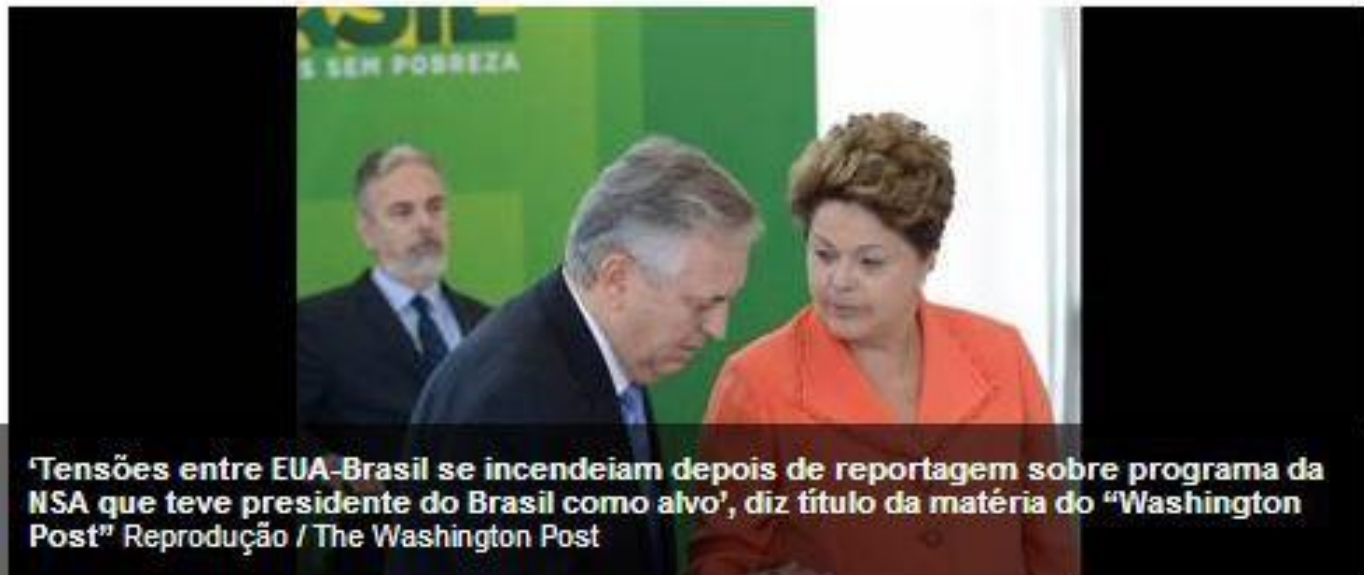 ASIL
S SEM POBREZA
‘Tensões entre EUA-Brasil se incendeiam depois de reportagem sobre programa da
NSA que teve presidente do Brasil como alvo’, diz título da matéria do “Washington
Post” Reprodução / The Washington Post